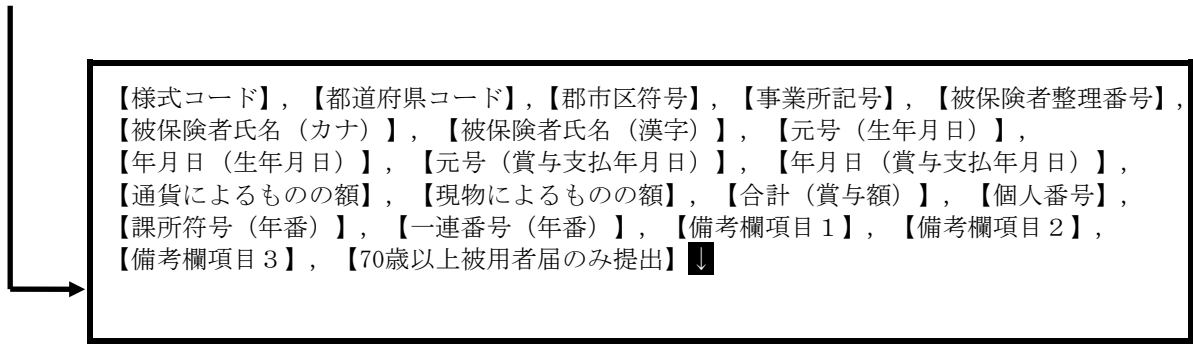 【様式コード】，【都道府県コード】，【郡市区符号】，【事業所記号】，【被保険者整理番号】，
【被保険者氏名（カナ）】，【被保険者氏名（漢字）】，【元号（生年月日）】，
【年月日（生年月日）】，【元号（賞与支払年月日）】，【年月日（賞与支払年月日）】，
【通貨によるものの額】，【現物によるものの額】，【合計（賞与額）】，【個人番号】，
【課所符号（年番）】，【一連番号（年番）】，【備考欄項目１】，【備考欄項目２】，
【備考欄項目３】，【70歳以上被用者届のみ提出】↓